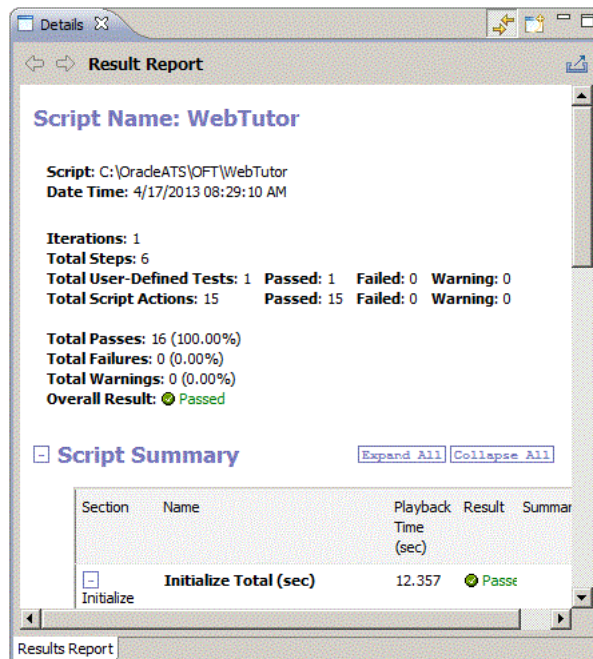 Details
Result Report
Script Name: WebTutor
Script: C:\OracleATS\OFT\WebTutor
Date Time: 4/17/2013 08:29:10 AM
Iterations: 1
Total Steps: 6
Total User-Defined Tests: 1 Passed: 1 Failed: 0 Warning: 0
Total Script Actions: 15 Passed: 15 Failed: 0 Warning: 0
Total Passes: 16 (100.00%)
Total Failures: 0 (0.00%)
Total Warnings: 0 (0.00%)
Overall Result: Passed
Script Summary Expand All Collapse All
Section Name Playback Result Summar
Time
(sec)
Initialize Total (sec) 12.357 Passe
Initialize
Results Report